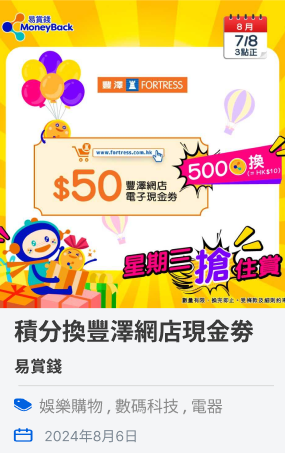 易賞錢
MoneyBack
8月
7/8
3點正
豐澤 FORTRESS
www.fortress.com.hk
$50 豐澤網店
電子現金券
500 換
(=HK$10)
星期三搶住賞
積分換豐澤網店現金劵
易賞錢
娛樂購物 , 數碼科技 , 電器
2024年8月6日